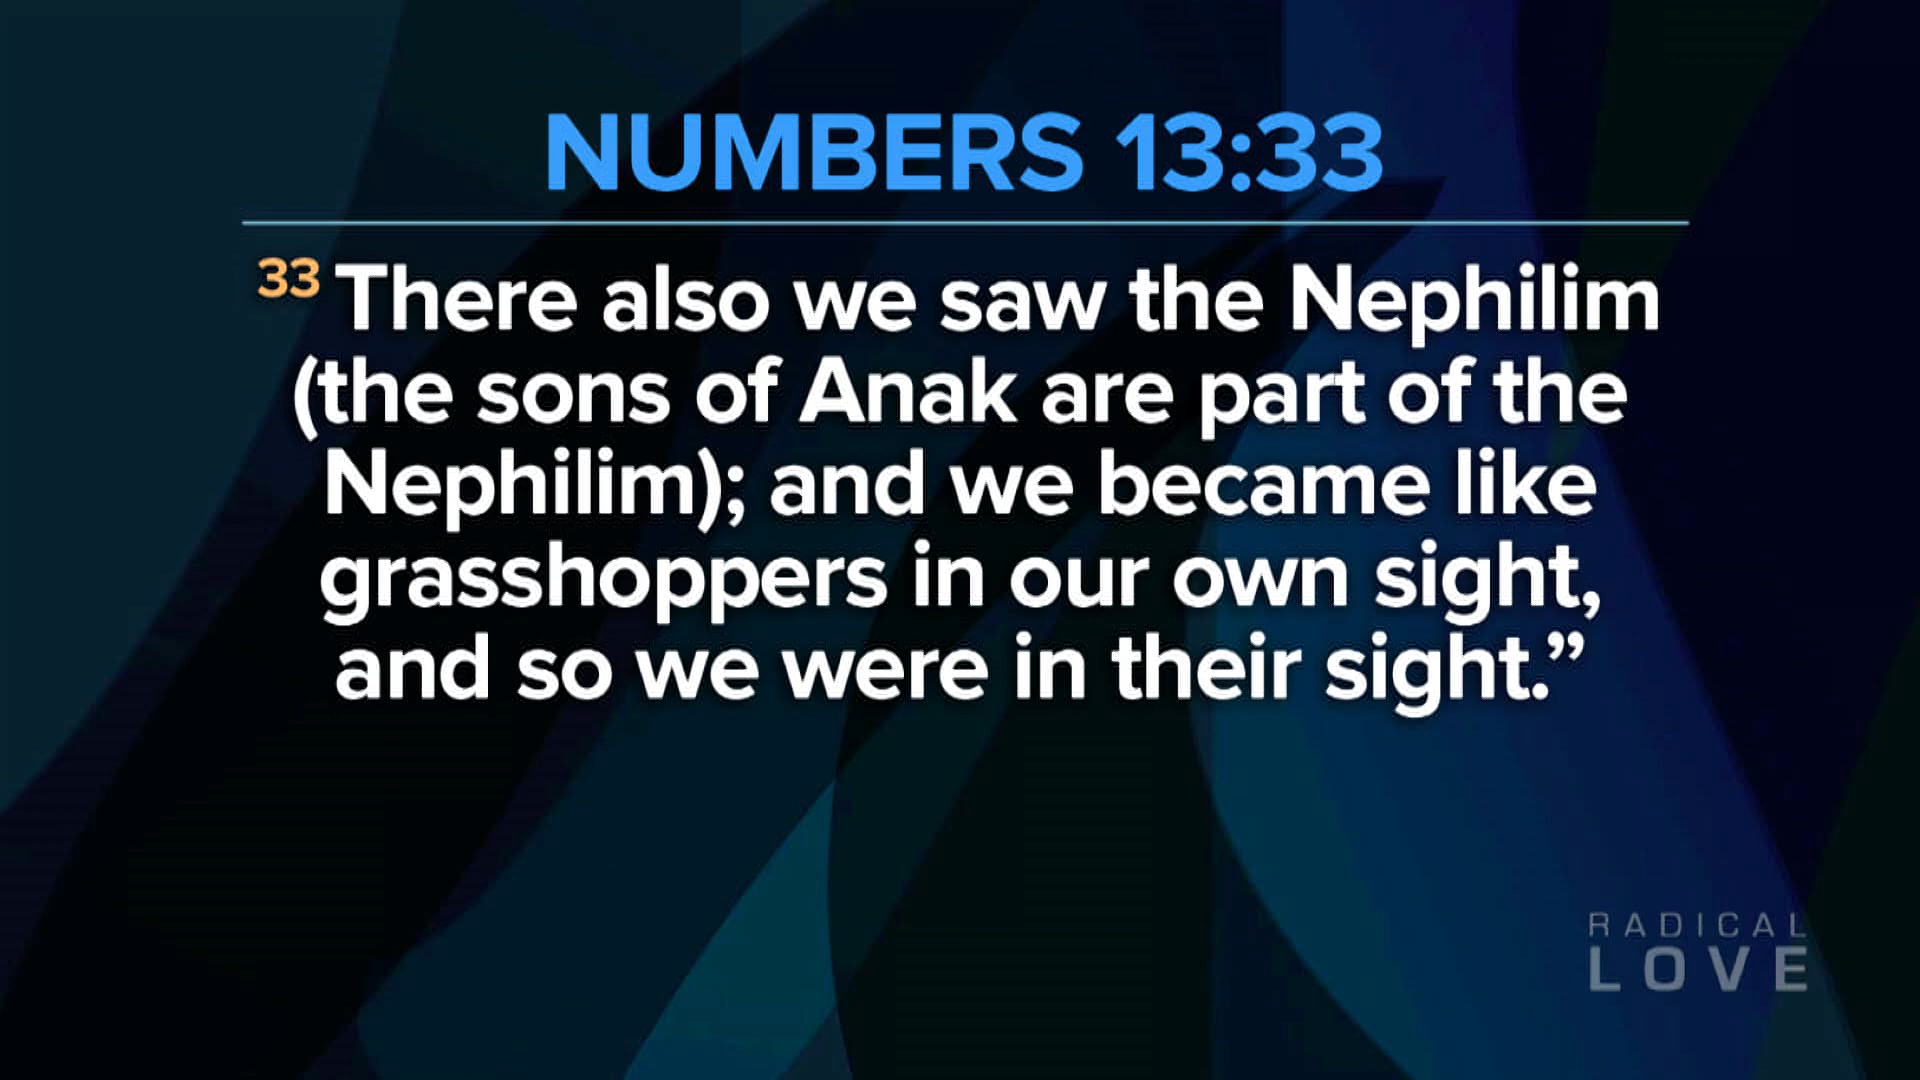 NUMBERS 13:33
33 There also we saw the Nephilim
(the sons of Anak are part of the
Nephilim); and we became like
grasshoppers in our own sight,
and so we were in their sight.”
RADICAL
LOVE